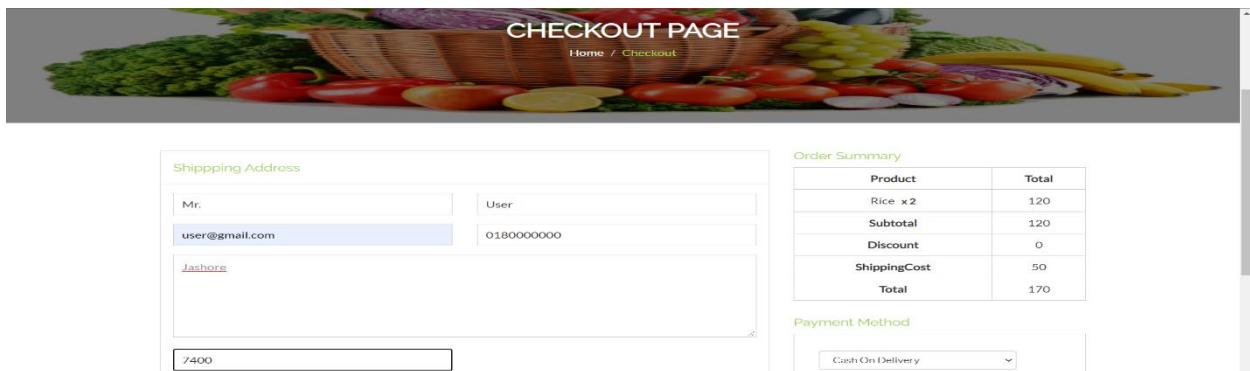 CHECKOUT PAGE
Home / Checkout
Shippping Address
Mr.
User
user@gmail.com
0180000000
Jashore
7400
Order Summary
Product Total
Rice x 2 120
Subtotal 120
Discount 0
ShippingCost 50
Total 170
Payment Method
Cash On Delivery